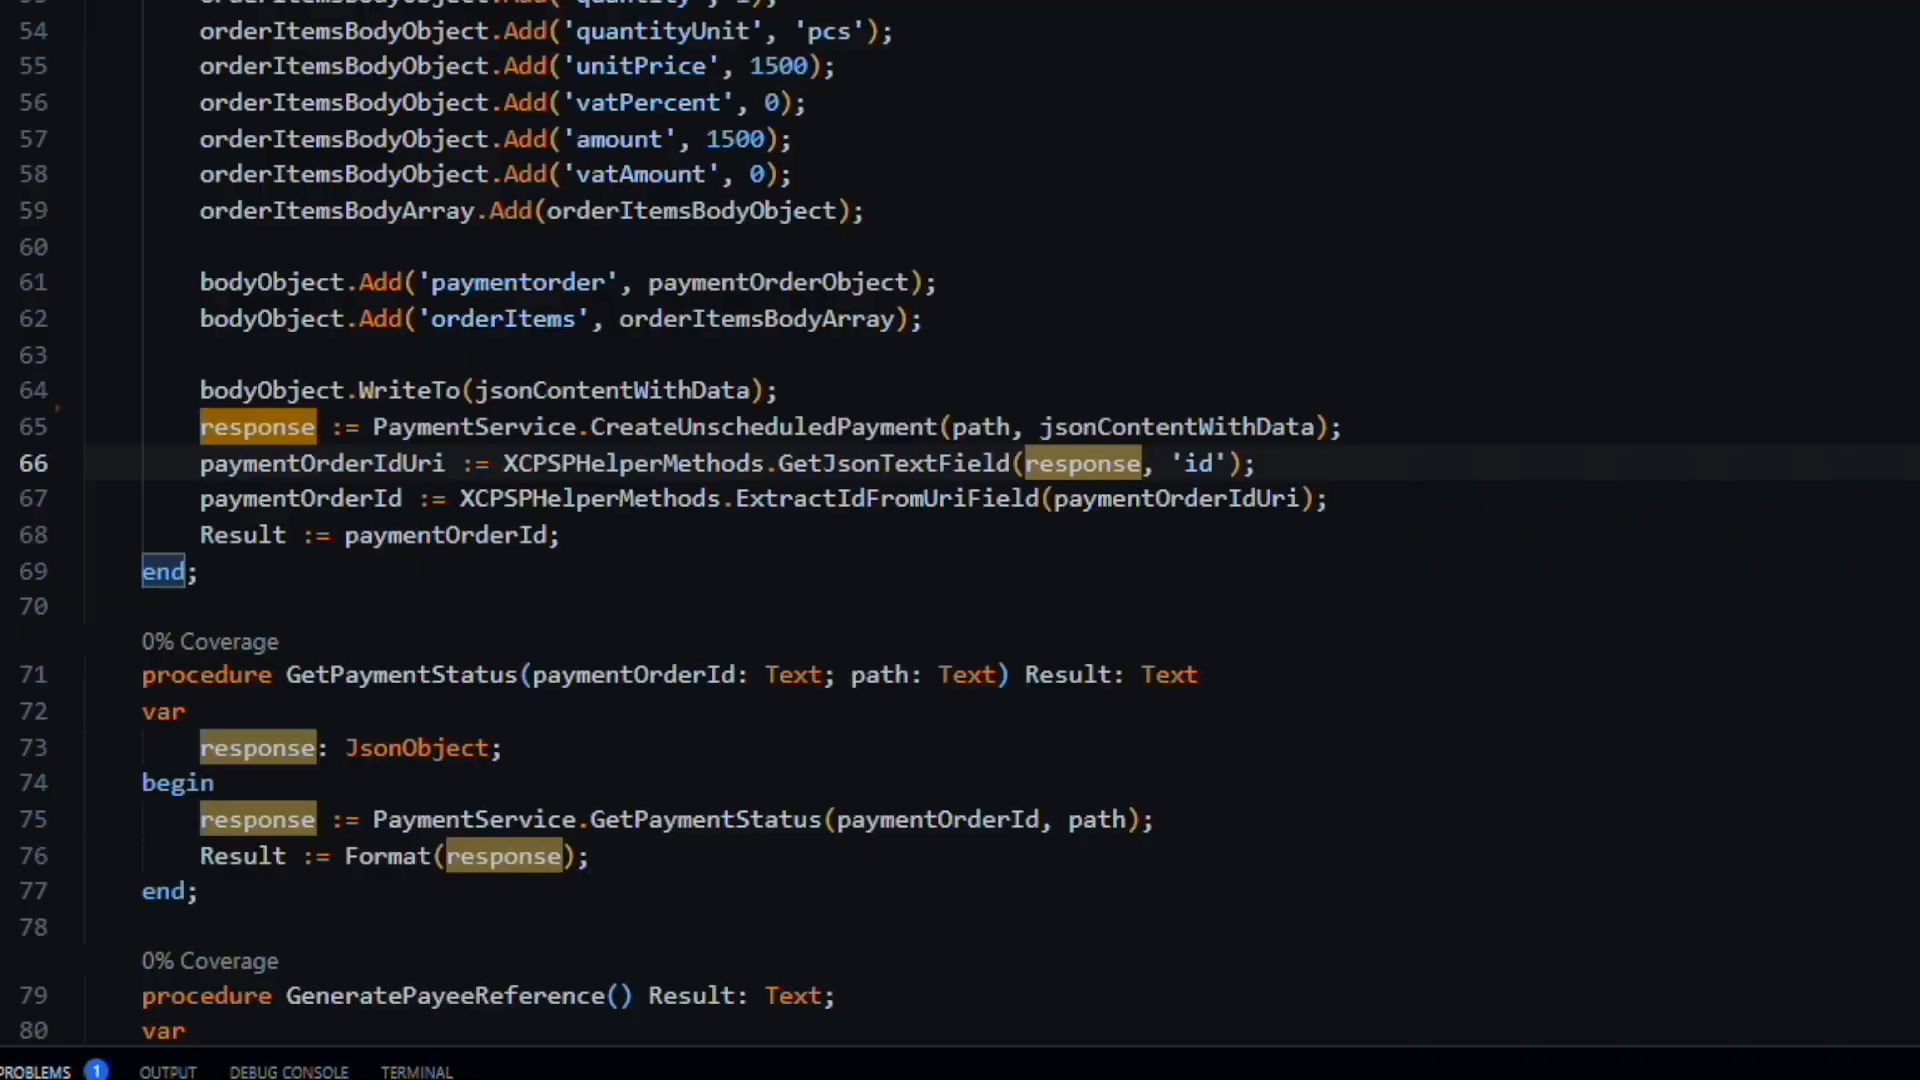 54 orderItemsBodyObject.Add('quantityUnit', 'pcs');
55 orderItemsBodyObject.Add('unitPrice', 1500);
56 orderItemsBodyObject.Add('vatPercent', 0);
57 orderItemsBodyObject.Add('amount', 1500);
58 orderItemsBodyObject.Add('vatAmount', 0);
59 orderItemsBodyArray.Add(orderItemsBodyObject);
60
61 bodyObject.Add('paymentorder', paymentOrderObject);
62 bodyObject.Add('orderItems', orderItemsBodyArray);
63
64 bodyObject.WriteTo(jsonContentWithData);
65 response := PaymentService.CreateUnscheduledPayment(path, jsonContentWithData);
66 paymentOrderIdUri := XCPSPHelperMethods.GetJsonTextField(response, 'id');
67 paymentOrderId := XCPSPHelperMethods.ExtractIdFromUriField(paymentOrderIdUri);
68 Result := paymentOrderId;
69 end;
70
0% Coverage
71 procedure GetPaymentStatus(paymentOrderId: Text; path: Text) Result: Text
72 var
73 response: JsonObject;
74 begin
75 response := PaymentService.GetPaymentStatus(paymentOrderId, path);
76 Result := Format(response);
77 end;
78
0% Coverage
79 procedure GeneratePayeeReference() Result: Text;
80 var
PROBLEMS 1 OUTPUT DEBUG CONSOLE TERMINAL